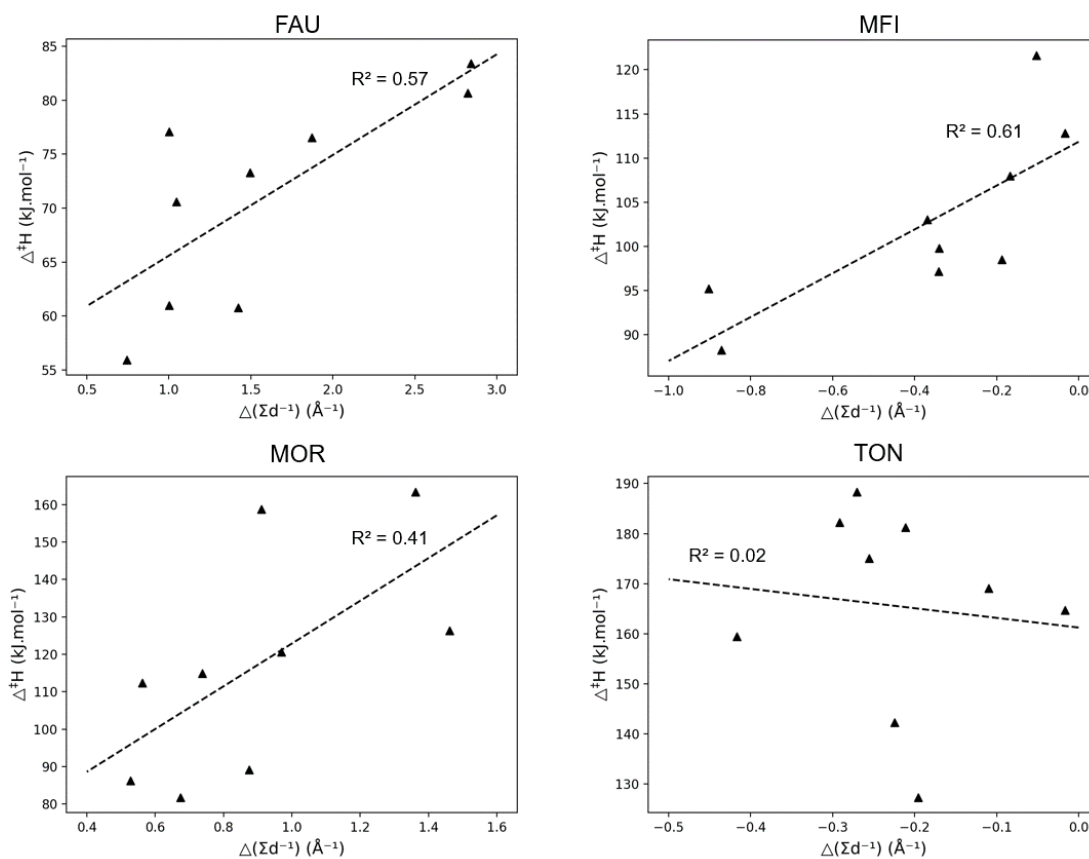 FAU
85
80
75
70
65
60
55
△‡H (kJ.mol⁻¹)
R² = 0.57
0.5 1.0 1.5 2.0 2.5 3.0
△(Σd⁻¹) (Å⁻¹)
MFI
120
115
110
105
100
95
90
△‡H (kJ.mol⁻¹)
R² = 0.61
−1.0 −0.8 −0.6 −0.4 −0.2 0.0
△(Σd⁻¹) (Å⁻¹)
MOR
160
150
140
130
120
110
100
90
80
△‡H (kJ.mol⁻¹)
R² = 0.41
0.4 0.6 0.8 1.0 1.2 1.4 1.6
△(Σd⁻¹) (Å⁻¹)
TON
190
180
170
160
150
140
130
△‡H (kJ.mol⁻¹)
R² = 0.02
−0.5 −0.4 −0.3 −0.2 −0.1 0.0
△(Σd⁻¹) (Å⁻¹)